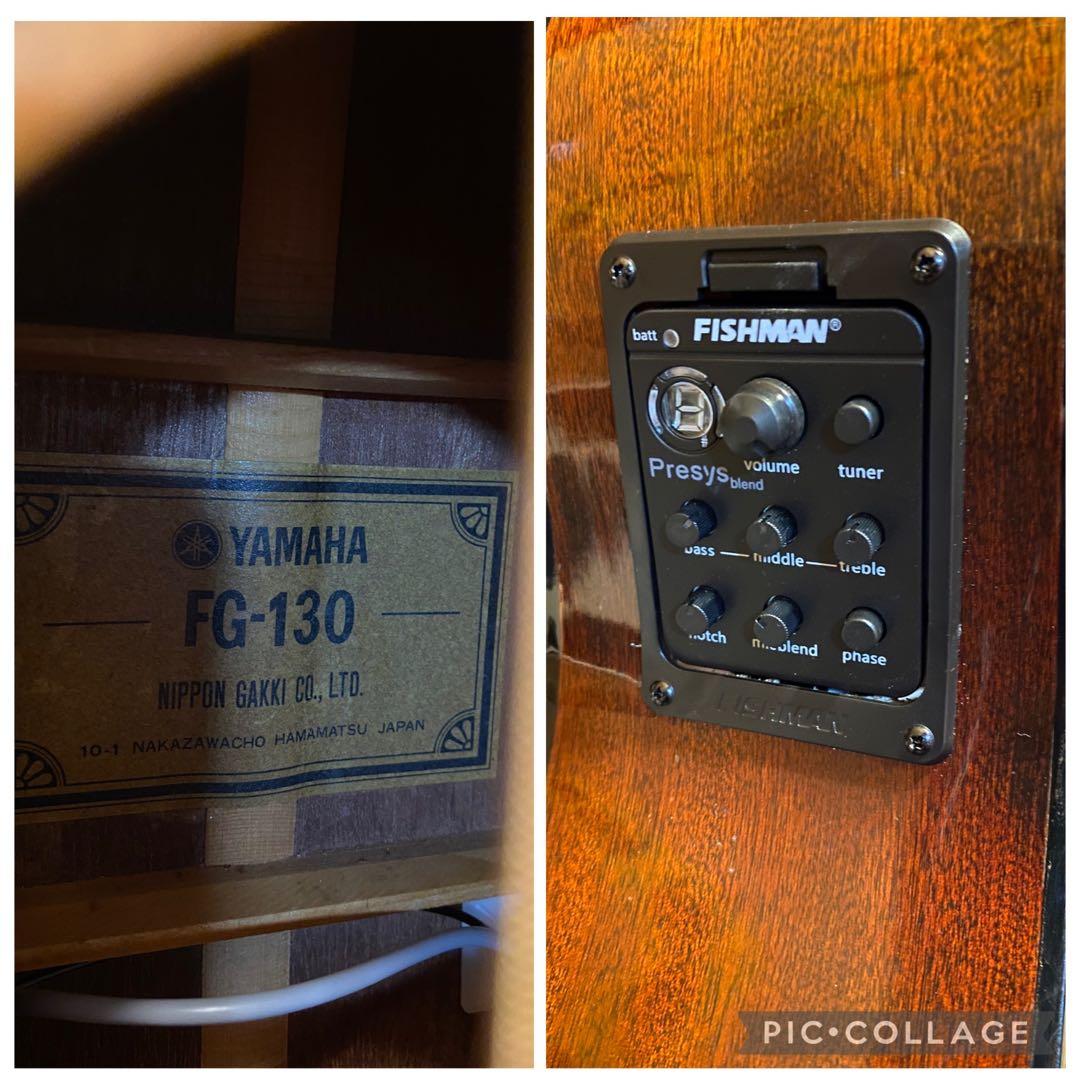 YAMAHA
FG-130
NIPPON GAKKI CO., LTD.
10-1 NAKAZAWACHO HAMAMATSU JAPAN
batt FISHMAN®
volume tuner
Presys blend
bass middle treble
notch phase
FISHMAN
PIC•COLLAGE